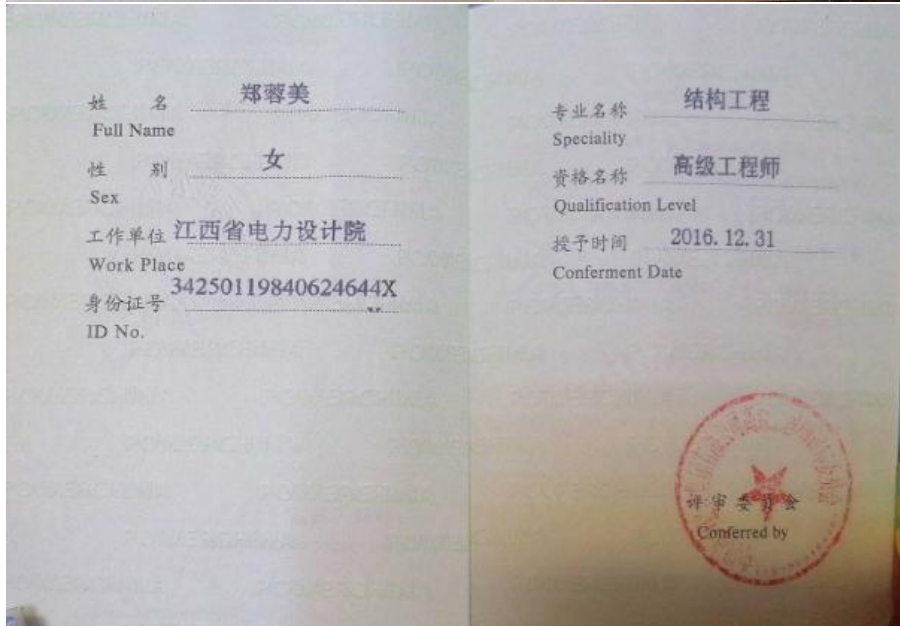 姓 名 郑蓉美
Full Name
性 别 女
Sex
工作单位 江西省电力设计院
Work Place
身份证号 34250119840624644X
ID No.
专业名称 结构工程
Speciality
资格名称 高级工程师
Qualification Level
授予时间 2016.12.31
Conferment Date
评审委员会
Conferred by